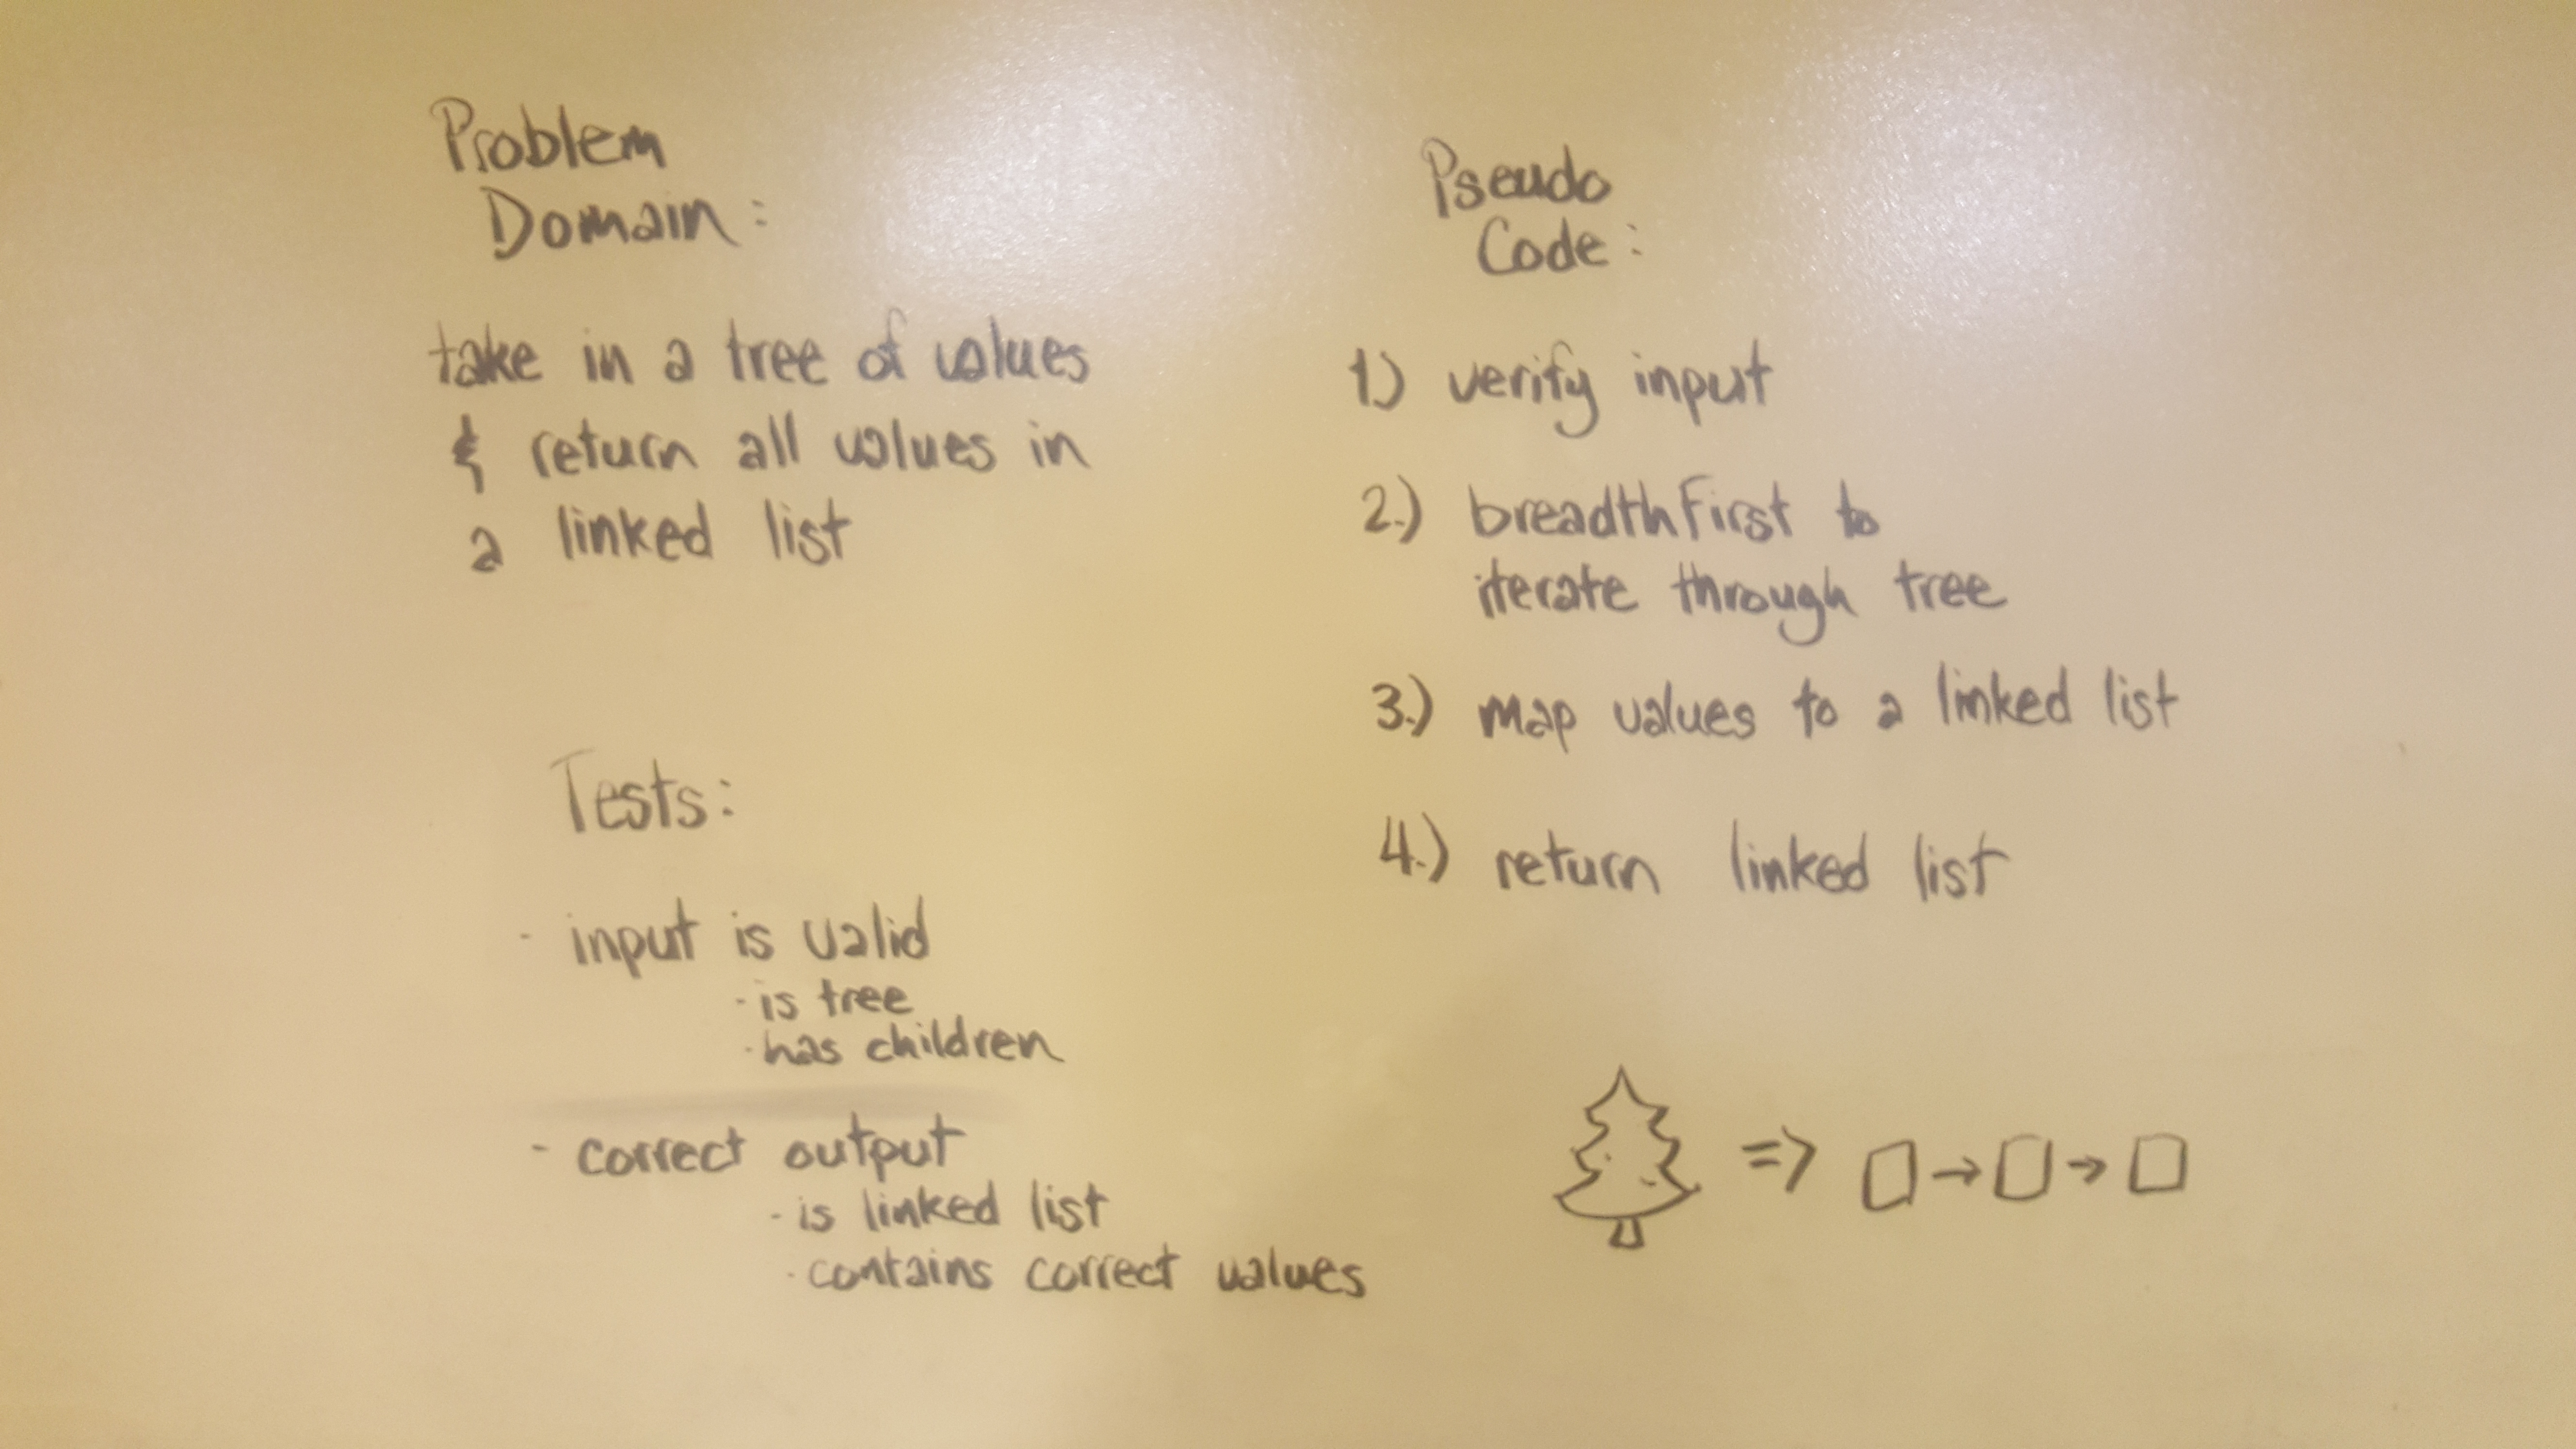 Problem
Domain:
take in a tree of values
& return all values in
a linked list
Tests:
- input is valid
- is tree
- has children
- correct output
- is linked list
- contains correct values
Pseudo
Code:
1.) verify input
2.) breadthFirst to
iterate through tree
3.) map values to a linked list
4.) return linked list
=> → →